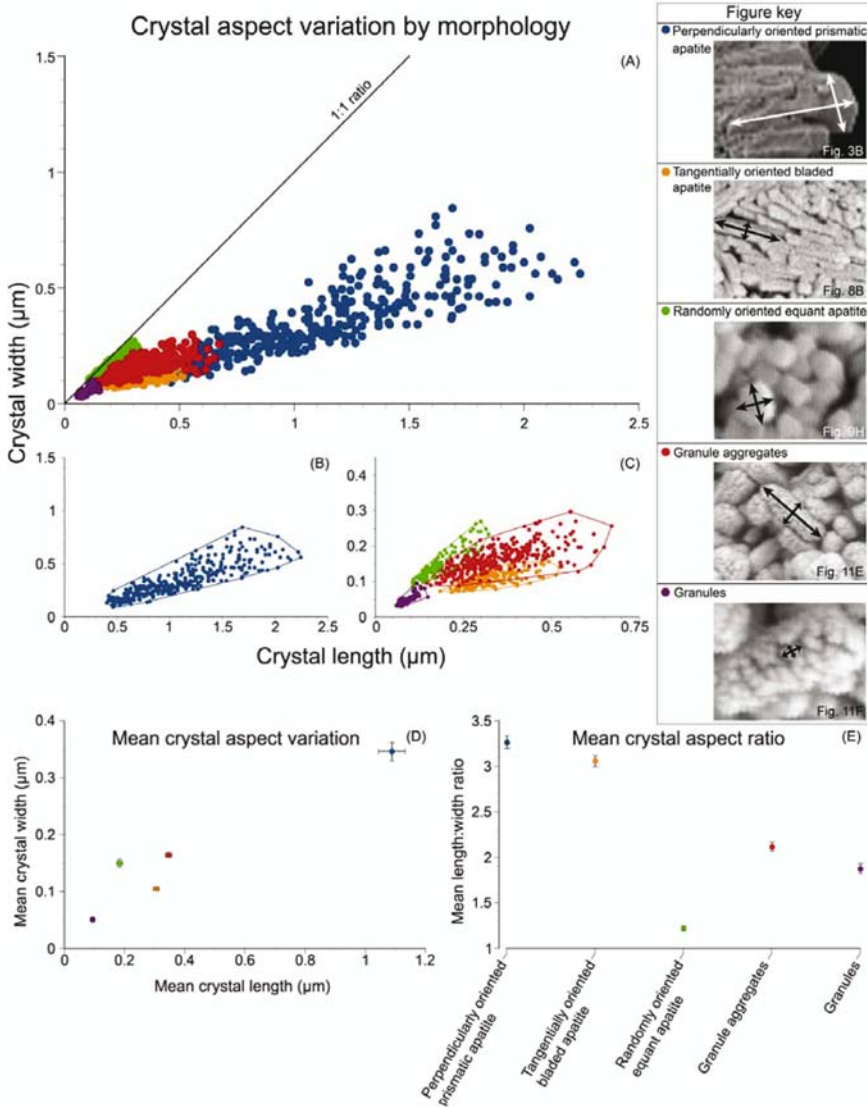 Crystal aspect variation by morphology
1.5
1
0.5
0
0.5
1
1.5
2
2.5
(A)
1:1 ratio
Crystal width (µm)
1.5
1
0.5
0
0
0.5
1
1.5
2
2.5
(B)
0.4
0.3
0.2
0.1
0
0
0.25
0.5
0.75
(C)
Crystal length (µm)
Figure key
Perpendicularly oriented prismatic
apatite
Fig. 3B
Tangentially oriented bladed
apatite
Fig. 8B
Randomly oriented equant apatite
Fig. 9H
Granule aggregates
Fig. 11E
Granules
Fig. 11F
Mean crystal aspect variation
(D)
0.4
0.3
0.2
0.1
0
0.2
0.4
0.6
0.8
1
1.2
Mean crystal width (µm)
Mean crystal length (µm)
Mean crystal aspect ratio
(E)
3.5
3
2.5
2
1.5
1
Mean length:width ratio
Perpendicularly oriented
prismatic apatite
Tangentially oriented
bladed apatite
Randomly oriented
equant apatite
Granule aggregates
Granules